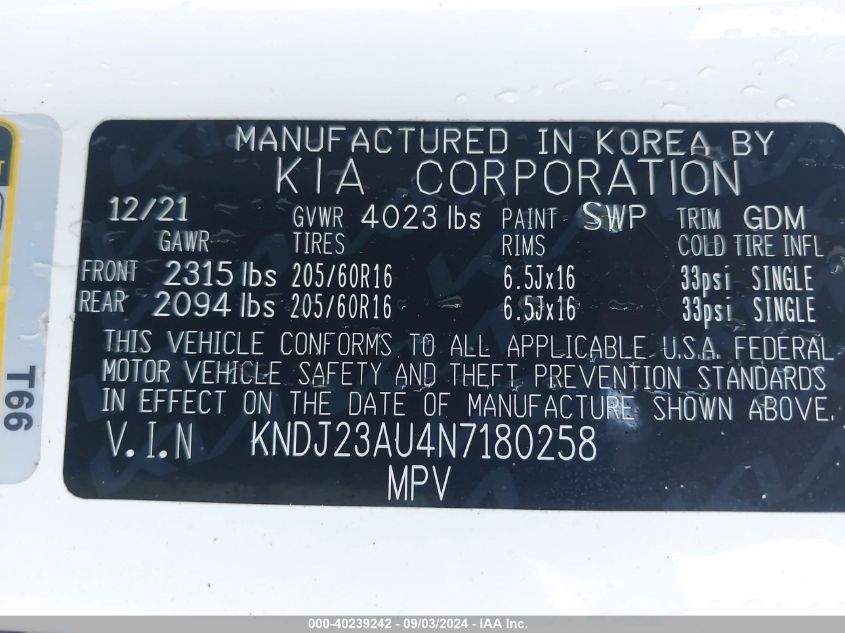 MANUFACTURED IN KOREA BY
KIA CORPORATION
12/21 GVWR 4023 lbs PAINT SWP TRIM GDM
GAWR TIRES RIMS COLD TIRE INFL
FRONT 2315 lbs 205/60R16 6.5Jx16 33psi SINGLE
REAR 2094 lbs 205/60R16 6.5Jx16 33psi SINGLE
THIS VEHICLE CONFORMS TO ALL APPLICABLE U.S.A. FEDERAL
MOTOR VEHICLE SAFETY AND THEFT PREVENTION STANDARDS
IN EFFECT ON THE DATE OF MANUFACTURE SHOWN ABOVE.
V.I.N KNDJ23AU4N7180258
MPV
T66
000-40239242 - 09/03/2024 - IAA Inc.